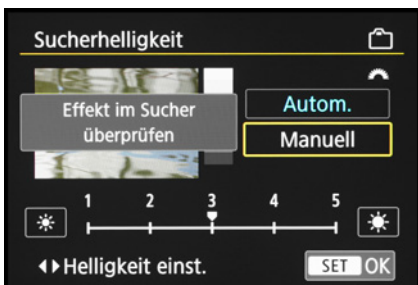 Sucherhelligkeit
Effekt im Sucher
überprüfen
Autom.
Manuell
1 2 3 4 5
Helligkeit einst.
SET OK